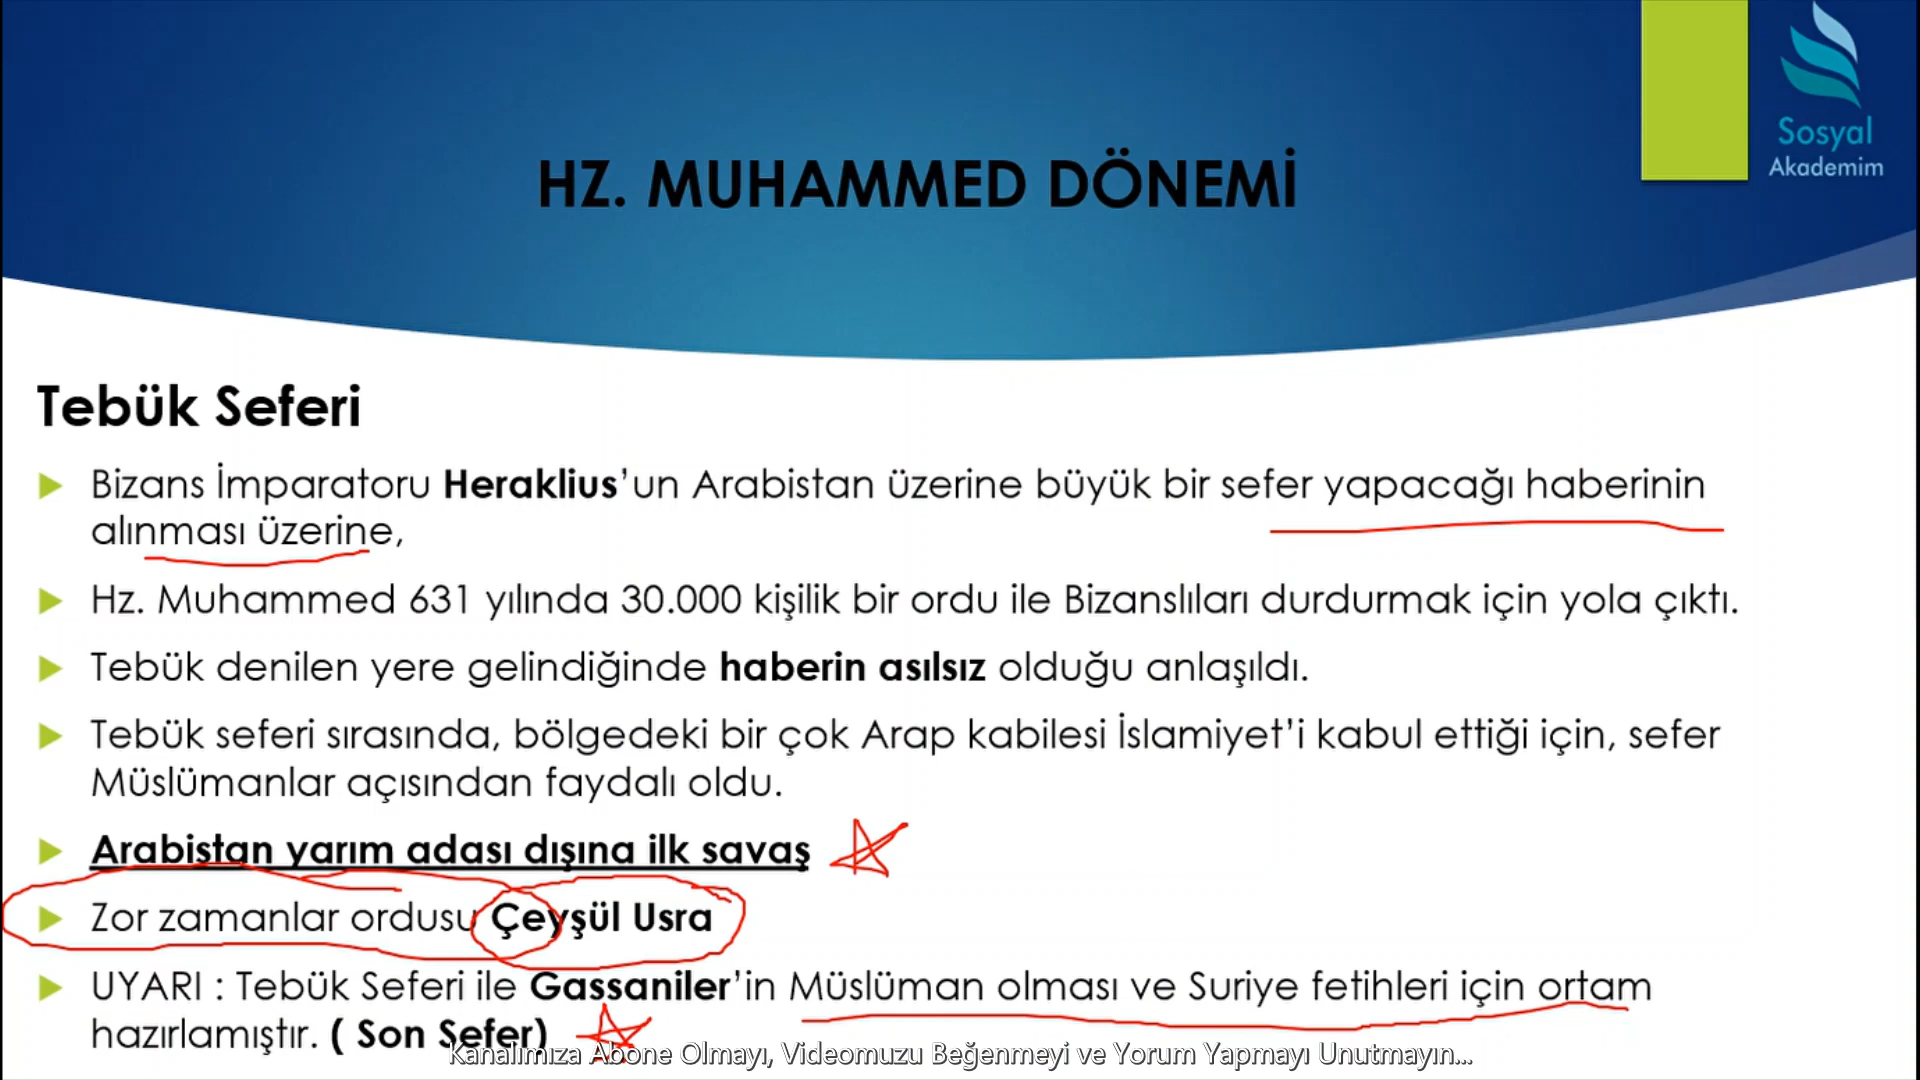 Sosyal
Akademim
HZ. MUHAMMED DÖNEMİ
Tebük Seferi
Bizans İmparatoru Heraklius'un Arabistan üzerine büyük bir sefer yapacağı haberinin
alınması üzerine,
Hz. Muhammed 631 yılında 30.000 kişilik bir ordu ile Bizanslıları durdurmak için yola çıktı.
Tebük denilen yere gelindiğinde haberin asılsız olduğu anlaşıldı.
Tebük seferi sırasında, bölgedeki bir çok Arap kabilesi İslamiyet'i kabul ettiği için, sefer
Müslümanlar açısından faydalı oldu.
Arabistan yarım adası dışına ilk savaş
Zor zamanlar ordusu Çeyşül Usra
UYARI : Tebük Seferi ile Gassaniler'in Müslüman olması ve Suriye fetihleri için ortam
hazırlamıştır. ( Son Sefer)
Kanalımıza Abone Olmayı, Videomuzu Beğenmeyi ve Yorum Yapmayı Unutmayın...